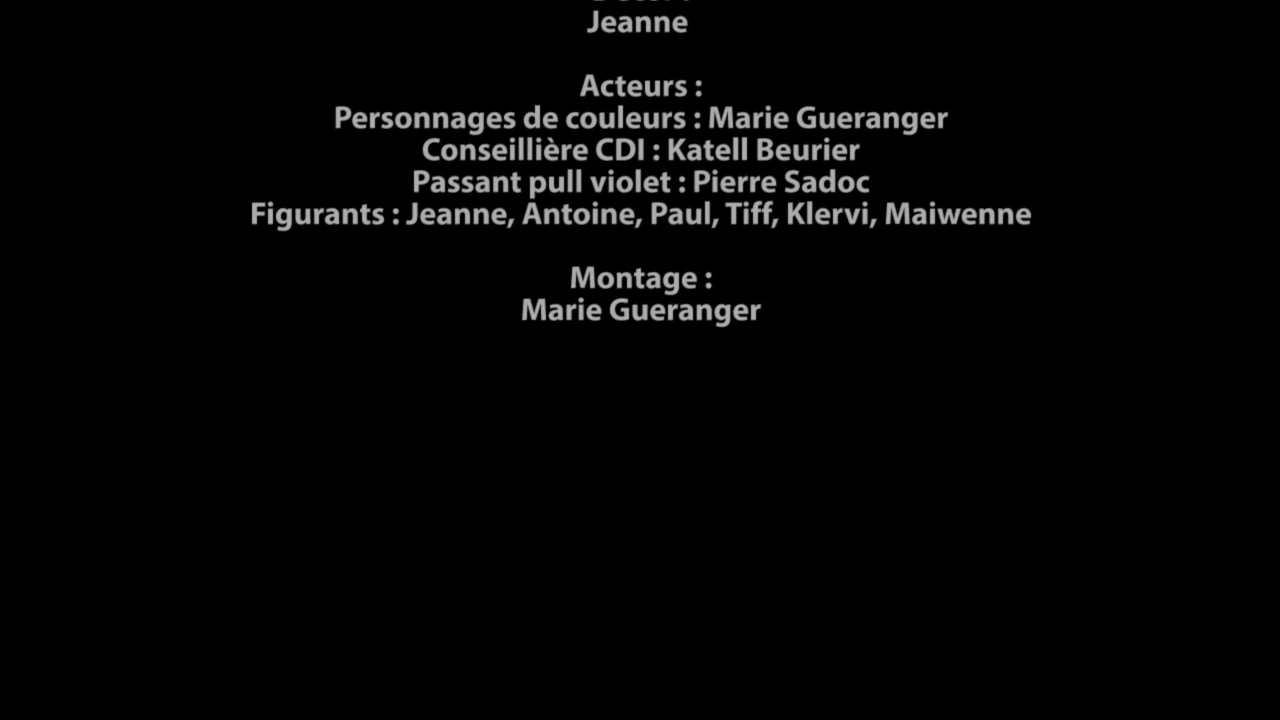 Jeanne
Acteurs :
Personnages de couleurs : Marie Gueranger
Conseillière CDI : Katell Beurier
Passant pull violet : Pierre Sadoc
Figurants : Jeanne, Antoine, Paul, Tiff, Klervi, Maiwenne
Montage :
Marie Gueranger